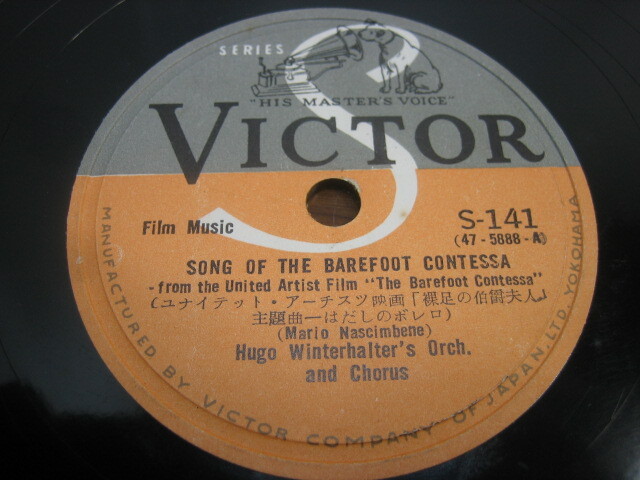 SERIES
S
"HIS MASTER'S VOICE"
VICTOR
Film Music
S-141
(47-5888-A)
SONG OF THE BAREFOOT CONTESSA
-from the United Artist Film "The Barefoot Contessa"
(ユナイテット・アーチスツ映画「裸足の伯爵夫人」
主題曲—はだしのボレロ)
(Mario Nascimbene)
Hugo Winterhalter's Orch.
and Chorus
MANUFACTURED BY VICTOR COMPANY OF JAPAN, LTD. YOKOHAMA